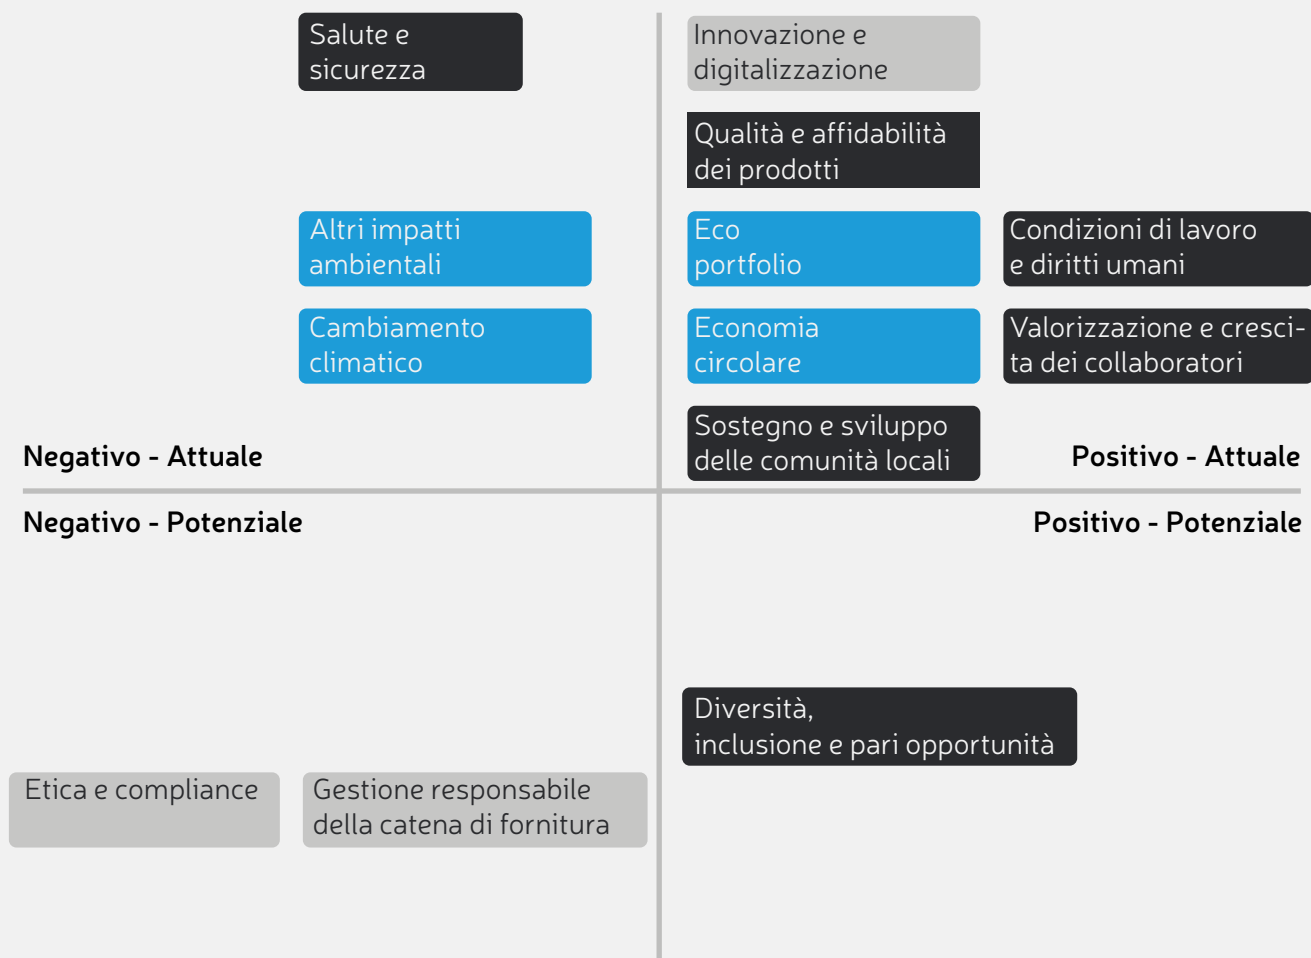 Salute e
sicurezza
Altri impatti
ambientali
Cambiamento
climatico
Negativo - Attuale
Innovazione e
digitalizzazione
Qualità e affidabilità
dei prodotti
Eco
portfolio
Economia
circolare
Sostegno e sviluppo
delle comunità locali
Condizioni di lavoro
e diritti umani
Valorizzazione e cresci-
ta dei collaboratori
Positivo - Attuale
Negativo - Potenziale
Etica e compliance
Gestione responsabile
della catena di fornitura
Positivo - Potenziale
Diversità,
inclusione e pari opportunità